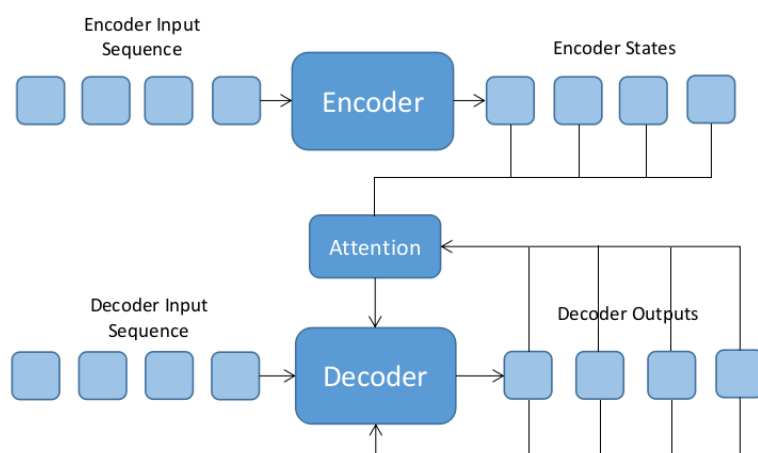 Encoder Input
Sequence
Encoder States
Encoder
Attention
Decoder Input
Sequence
Decoder Outputs
Decoder